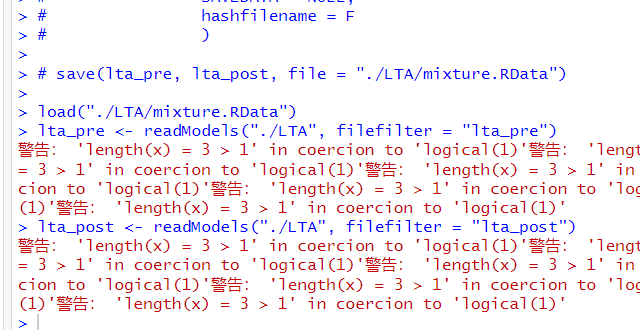 > #                    SAVEDATA = NULL,
> #                    hashfilename = F
> #                    )
>
> # save(lta_pre, lta_post, file = "./LTA/mixture.RData")
>
> load("./LTA/mixture.RData")
> lta_pre <- readModels("./LTA", filefilter = "lta_pre")
警告: 'length(x) = 3 > 1' in coercion to 'logical(1)'警告: 'leng
= 3 > 1' in coercion to 'logical(1)'警告: 'length(x) = 3 > 1' in
cion to 'logical(1)'警告: 'length(x) = 3 > 1' in coercion to 'log
(1)'警告: 'length(x) = 3 > 1' in coercion to 'logical(1)'
> lta_post <- readModels("./LTA", filefilter = "lta_post")
警告: 'length(x) = 3 > 1' in coercion to 'logical(1)'警告: 'leng
= 3 > 1' in coercion to 'logical(1)'警告: 'length(x) = 3 > 1' in
cion to 'logical(1)'警告: 'length(x) = 3 > 1' in coercion to 'log
(1)'警告: 'length(x) = 3 > 1' in coercion to 'logical(1)'
>